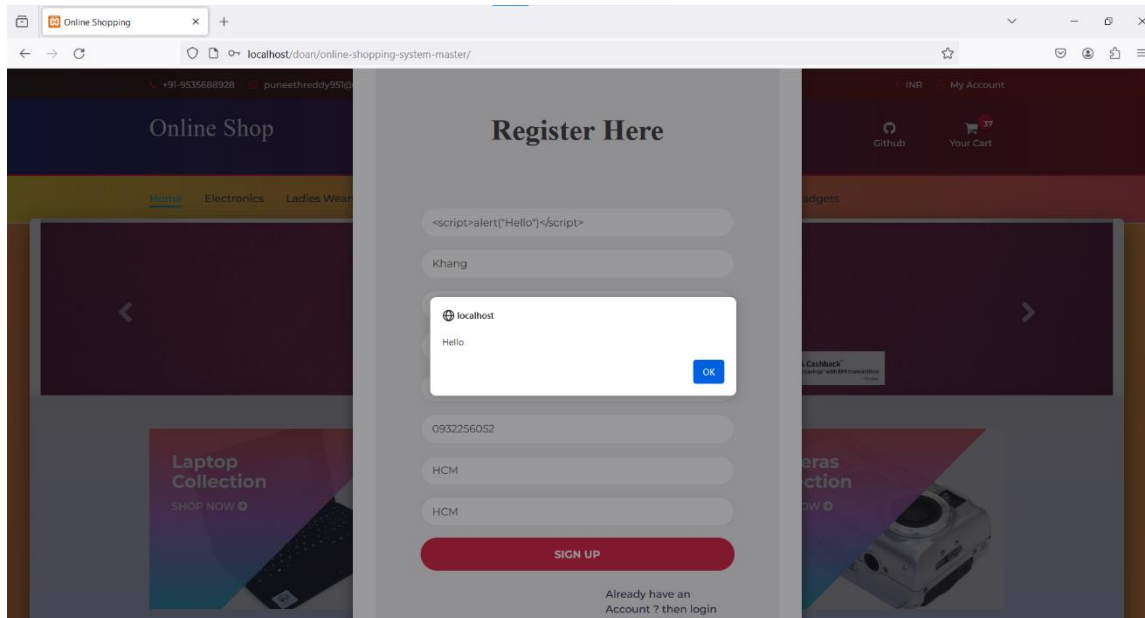 Online Shopping
localhost/doan/online-shopping-system-master/
+91-9535688928
puneethreddy951@
INR
My Account
Online Shop
Github
37
Your Cart
Home Electronics Ladies Wear
adgets
Register Here
<script>alert("Hello")</script>
Khang
localhost
Hello
OK
0932256052
HCM
HCM
SIGN UP
Already have an
Account ? then login
Cashback
Laptop
Collection
SHOP NOW
eras
ction
OW